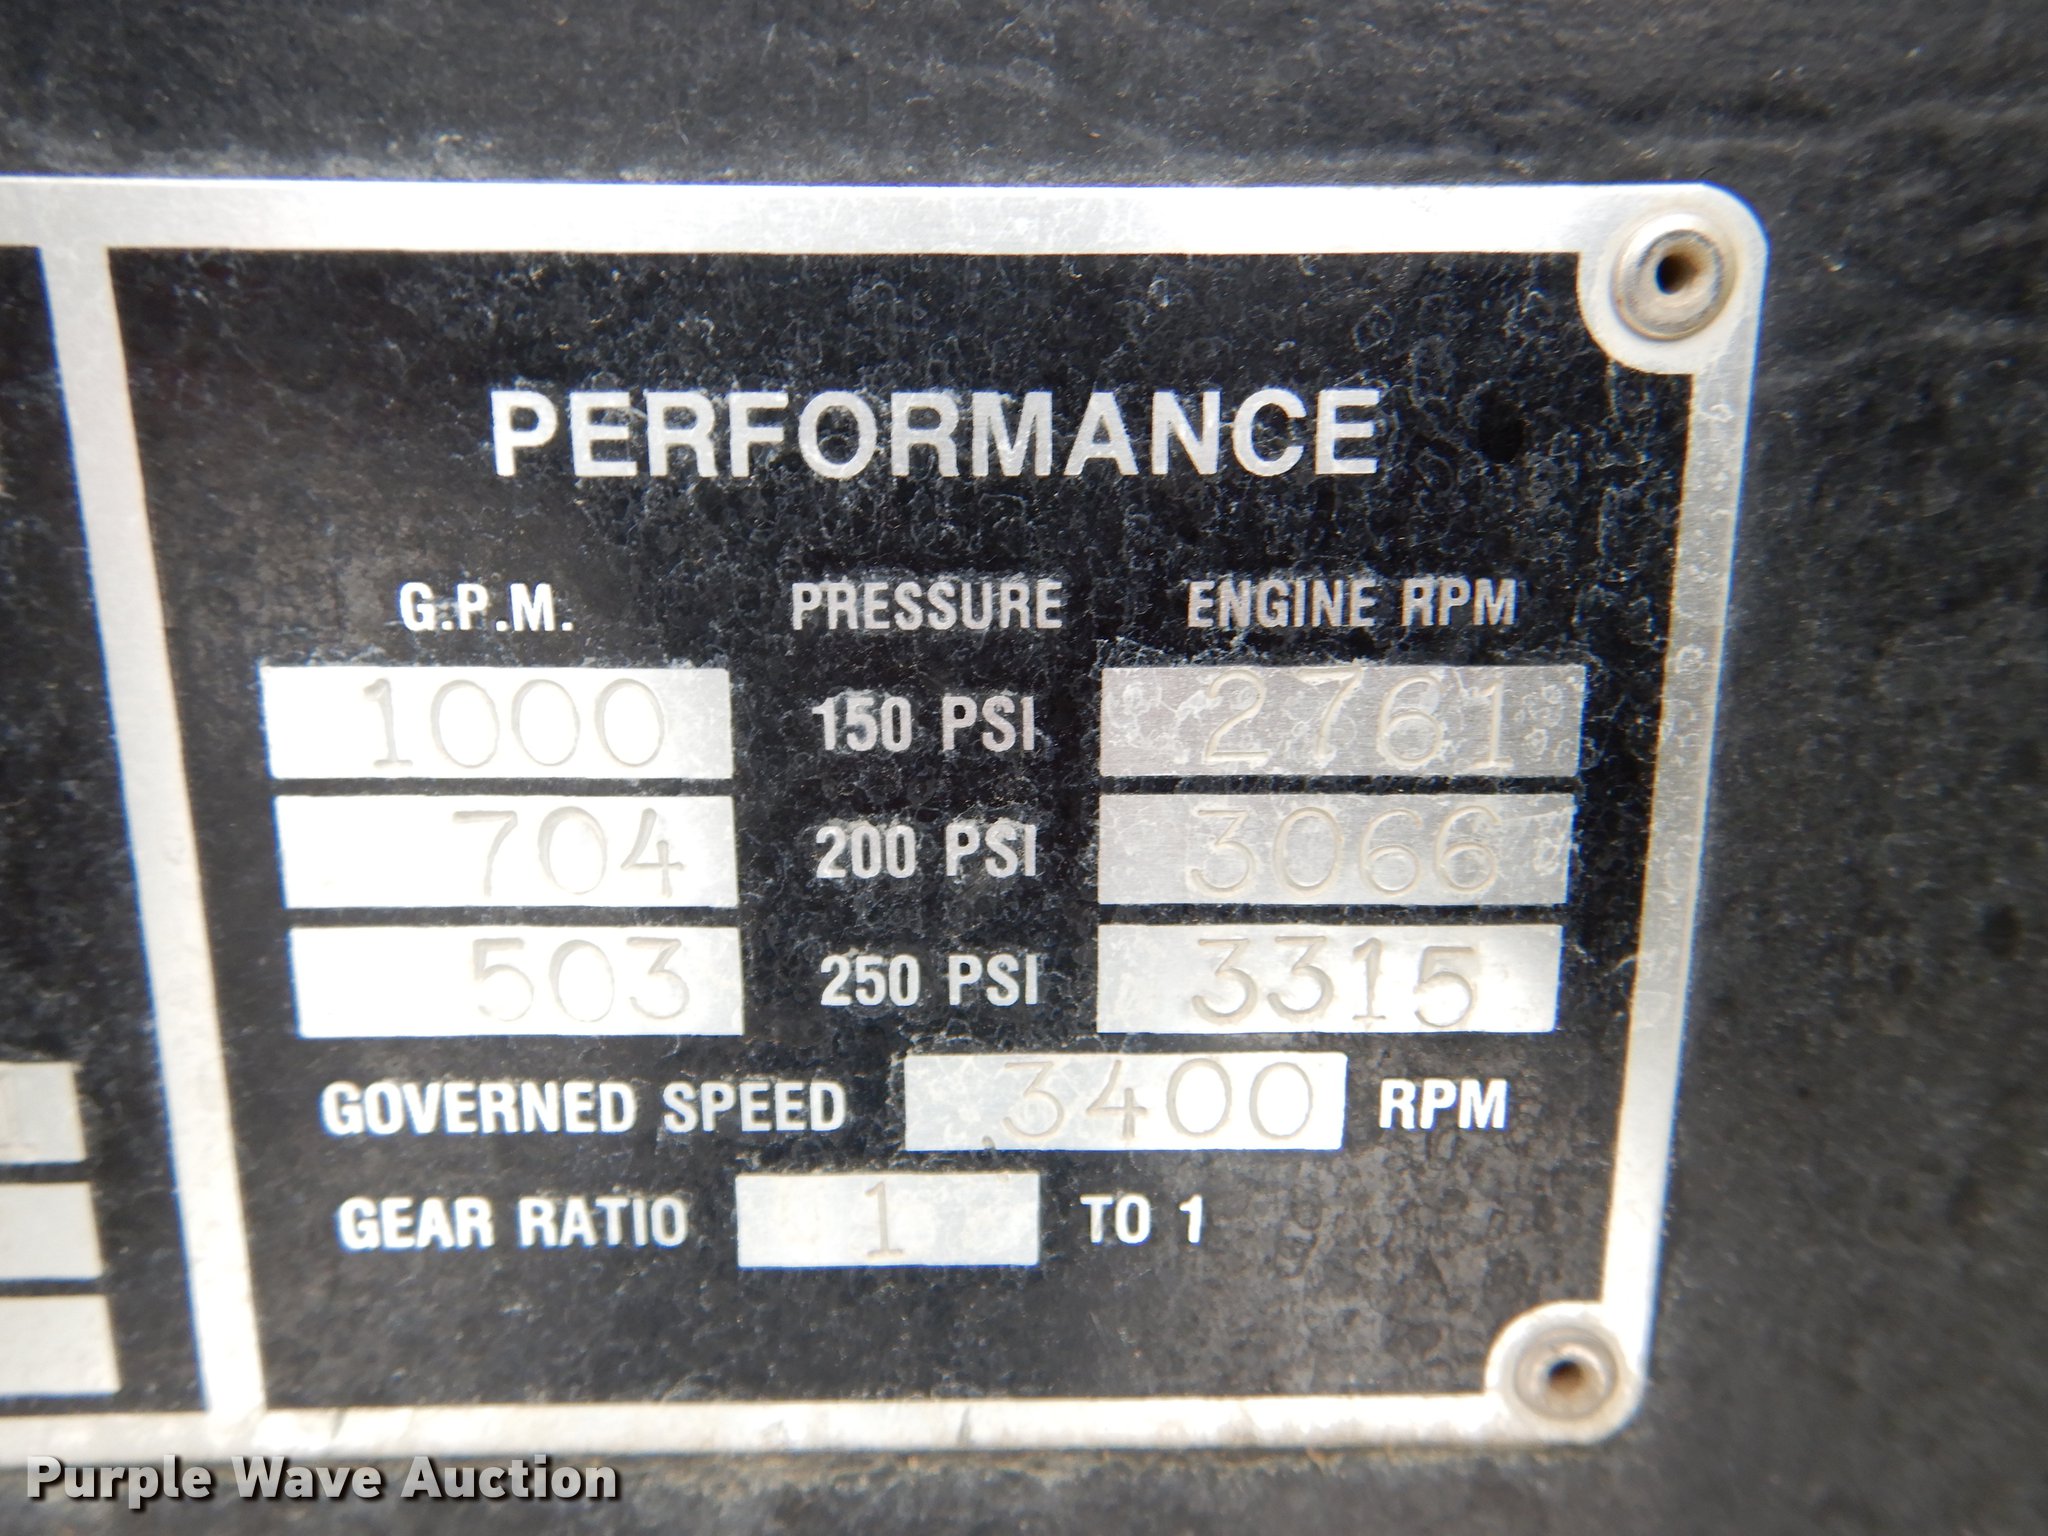 PERFORMANCE
G.P.M. PRESSURE ENGINE RPM
1000 150 PSI 2761
704 200 PSI 3066
503 250 PSI 3315
GOVERNED SPEED 3400 RPM
GEAR RATIO 1 TO 1
1
Purple Wave Auction